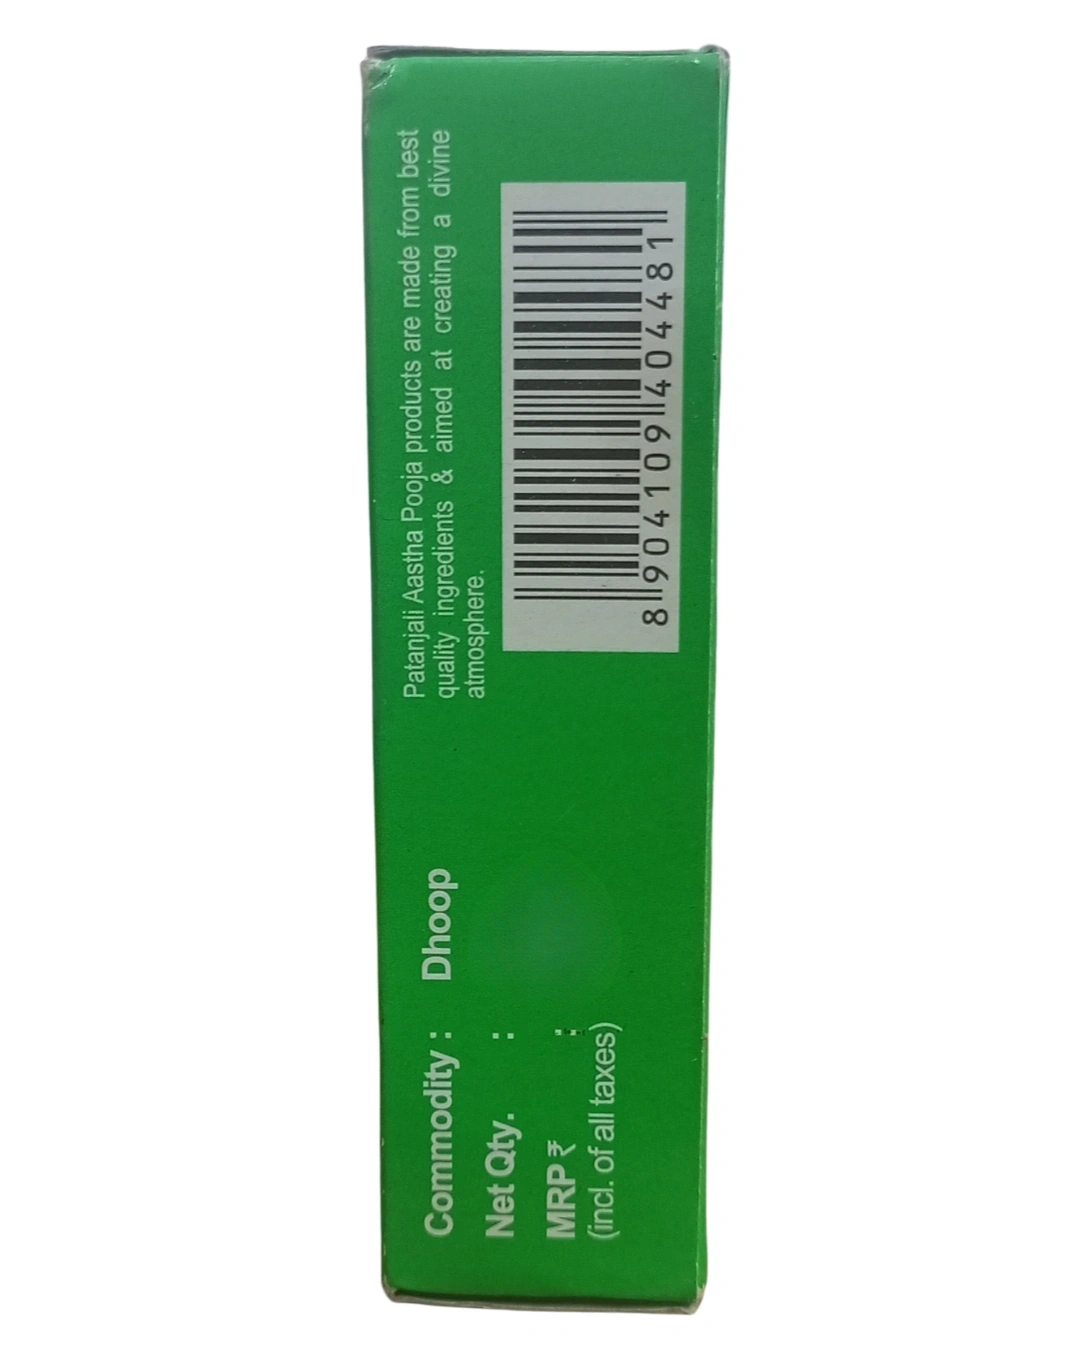 Patanjali Aastha Pooja products are made from best
quality ingredients & aimed at creating a divine
atmosphere.
8 904109 404481
Commodity : Dhoop
Net Qty. :
MRP ₹ :
(incl. of all taxes)